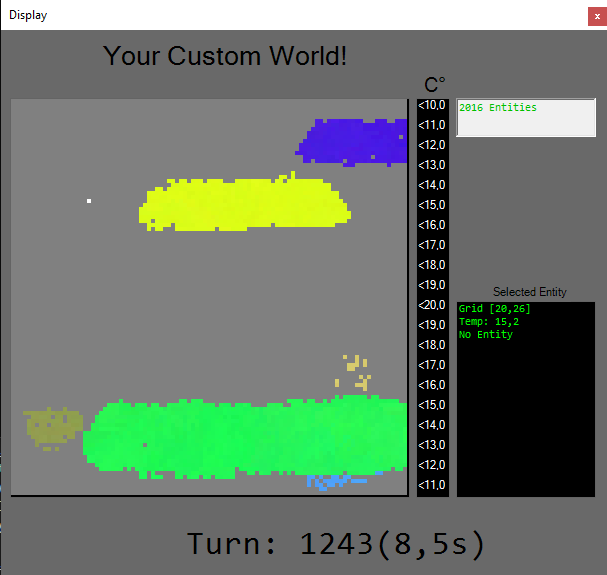 Display
Your Custom World!
C°
<10,0
<11,0
<12,0
<13,0
<14,0
<15,0
<16,0
<17,0
<18,0
<19,0
<20,0
<19,0
<18,0
<17,0
<16,0
<15,0
<14,0
<13,0
<12,0
<11,0
2016 Entities
Selected Entity
Grid [20,26]
Temp: 15,2
No Entity
Turn: 1243(8,5s)